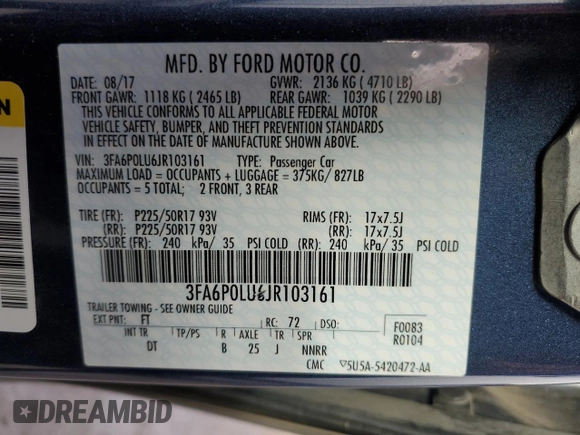 MFD. BY FORD MOTOR CO.
DATE: 08/17 GVWR: 2136 KG ( 4710 LB)
FRONT GAWR: 1118 KG ( 2465 LB) REAR GAWR: 1039 KG ( 2290 LB)
THIS VEHICLE CONFORMS TO ALL APPLICABLE FEDERAL MOTOR
VEHICLE SAFETY, BUMPER, AND THEFT PREVENTION STANDARDS
IN EFFECT ON THE DATE OF MANUFACTURE SHOWN ABOVE.
VIN: 3FA6P0LU6JR103161 TYPE: Passenger Car
MAXIMUM LOAD = OCCUPANTS + LUGGAGE = 375KG/ 827LB
OCCUPANTS = 5 TOTAL; 2 FRONT, 3 REAR
TIRE (FR): P225/50R17 93V RIMS (FR): 17x7.5J
(RR): P225/50R17 93V (RR): 17x7.5J
PRESSURE (FR): 240 kPa/ 35 PSI COLD (RR): 240 kPa/ 35 PSI COLD
3FA6P0LU6JR103161
TRAILER TOWING - SEE OWNER GUIDE
EXT PNT: FT RC: 72 DSO: F0083
INT TR TP/PS R AXLE TR SPR R0104
DT B 25 J NNRR
CMC ▽5U5A-5420472-AA
DREAMBID